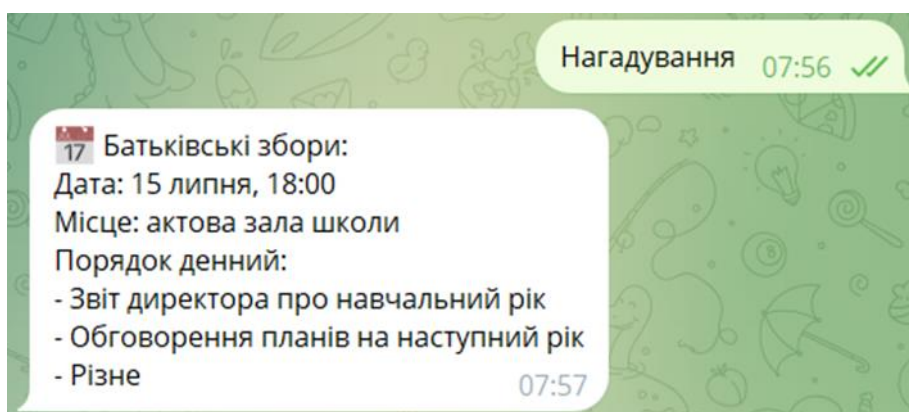 Нагадування 07:56
📅 Батьківські збори:
Дата: 15 липня, 18:00
Місце: актова зала школи
Порядок денний:
- Звіт директора про навчальний рік
- Обговорення планів на наступний рік
- Різне 07:57